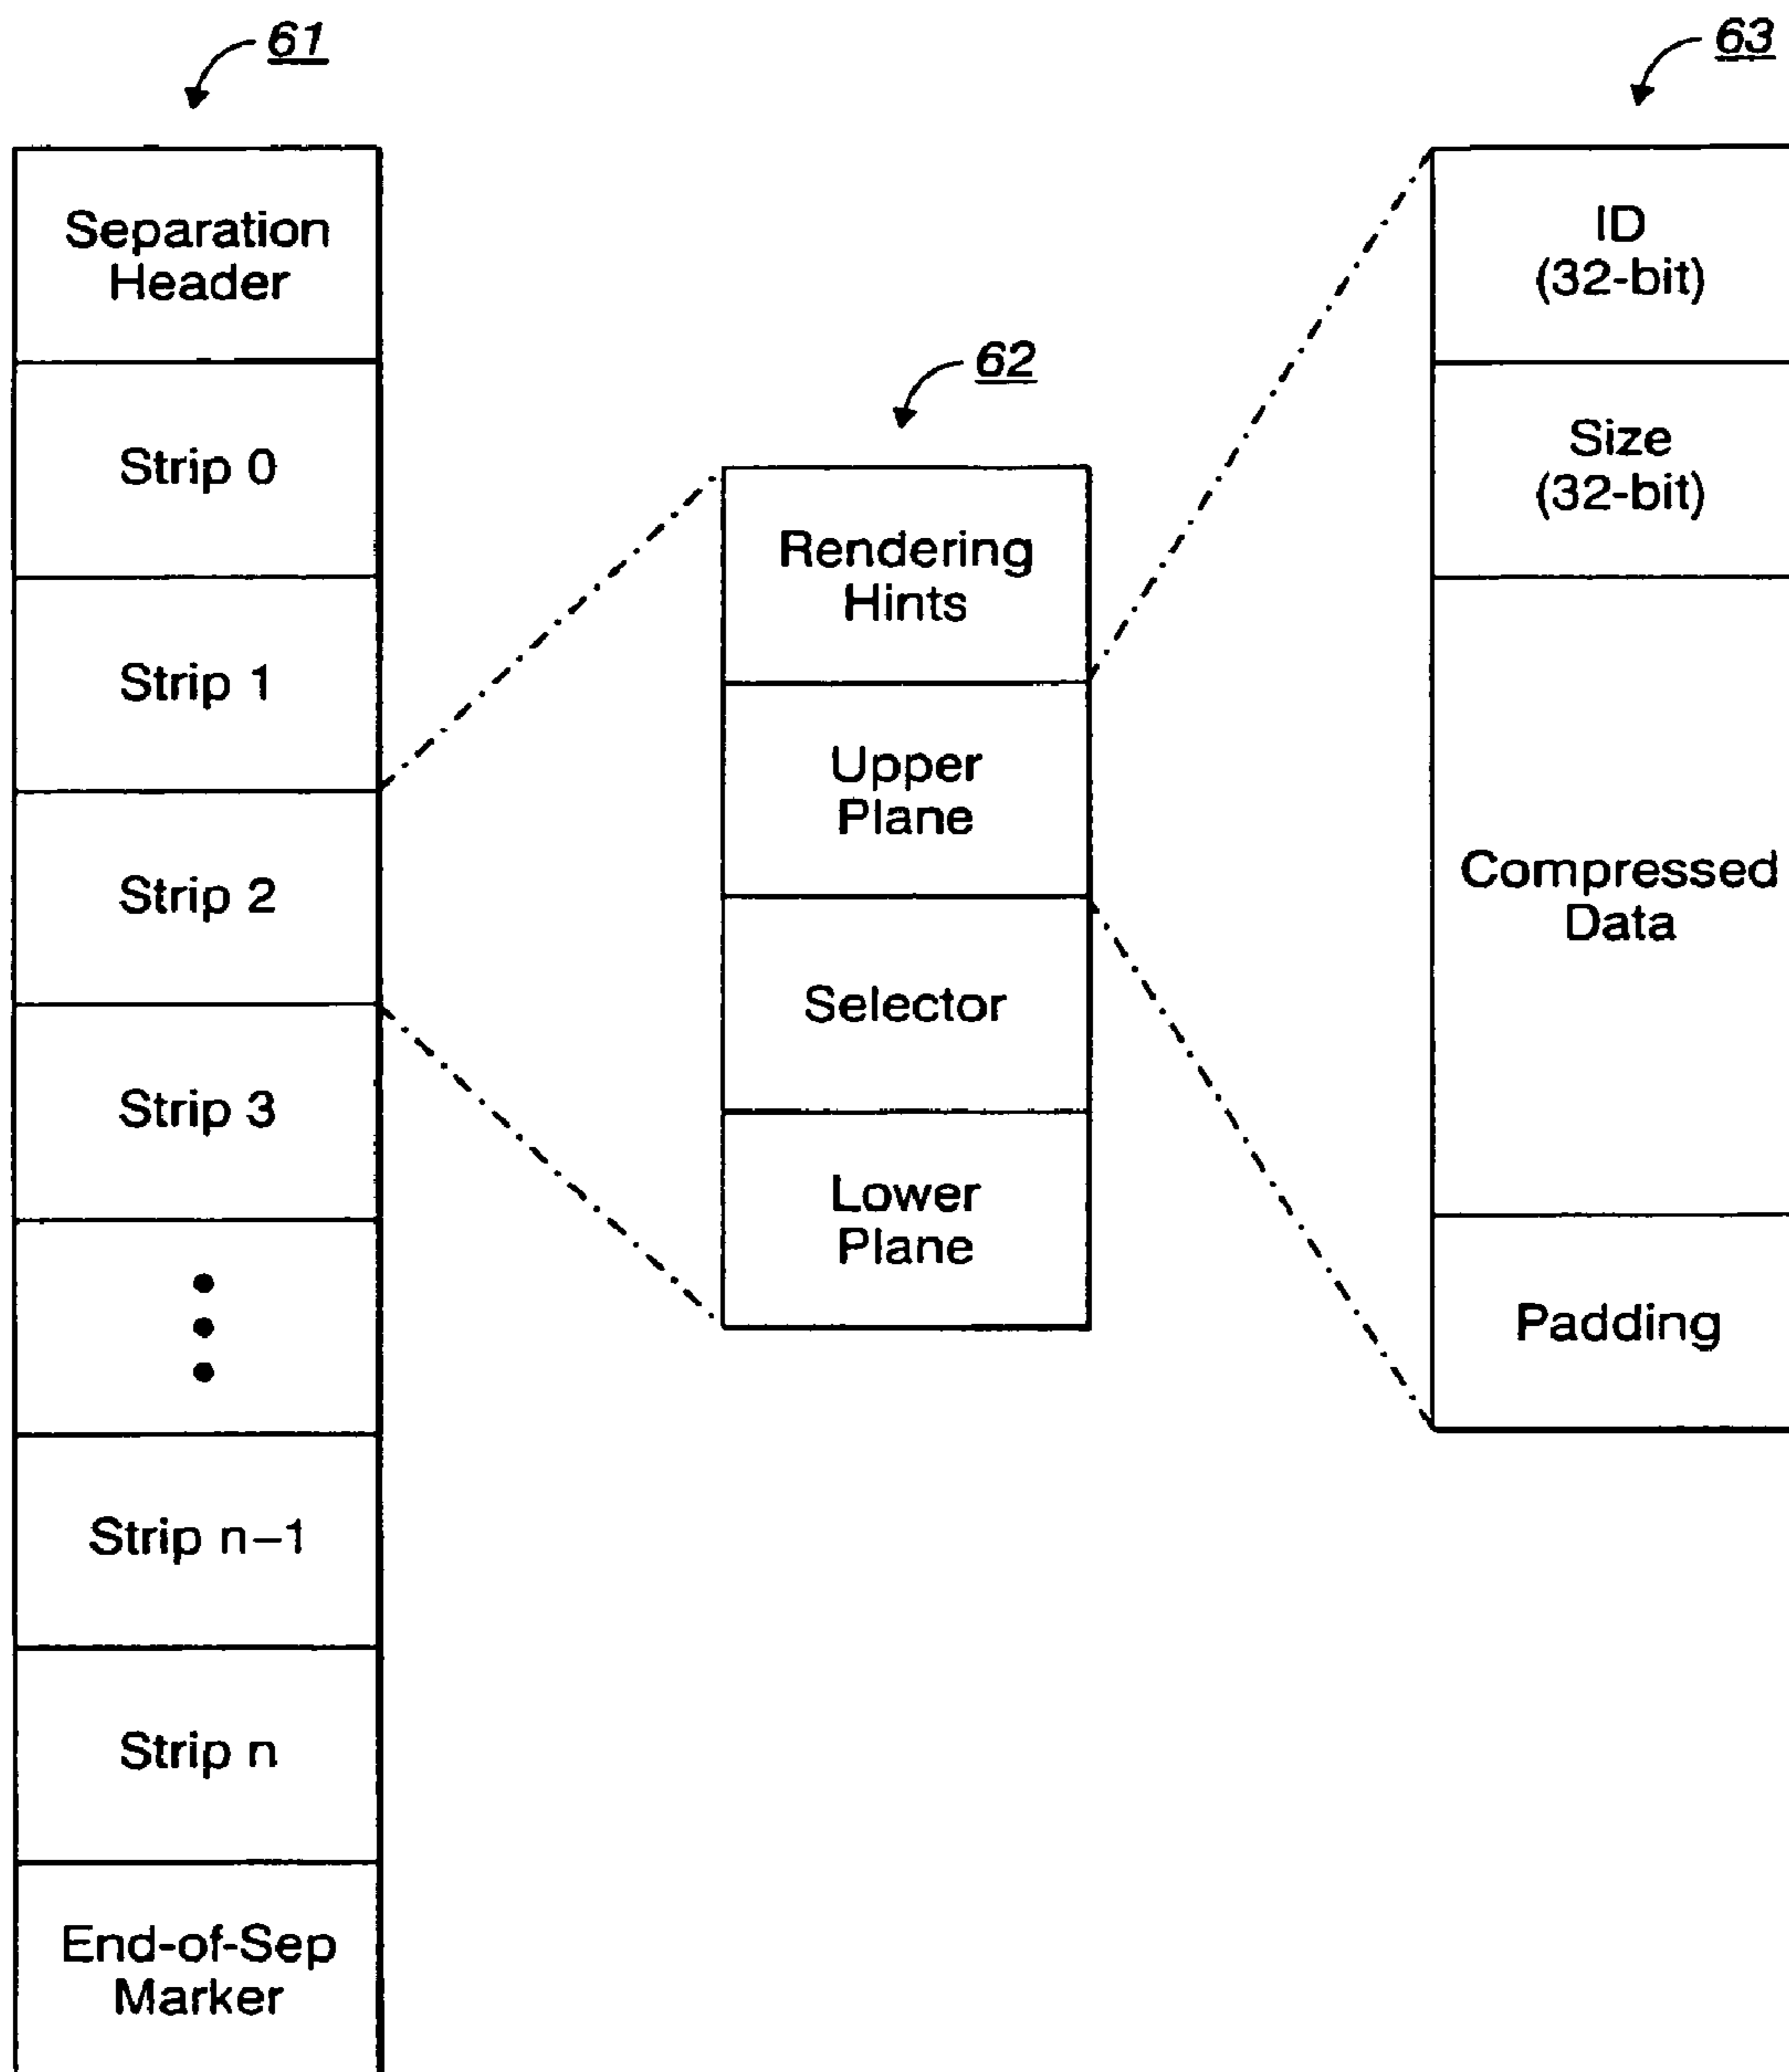 61
Separation
Header
Strip 0
Strip 1
Strip 2
Strip 3
Strip n–1
Strip n
End-of-Sep
Marker
62
Rendering
Hints
Upper
Plane
Selector
Lower
Plane
63
ID
(32-bit)
Size
(32-bit)
Compressed
Data
Padding